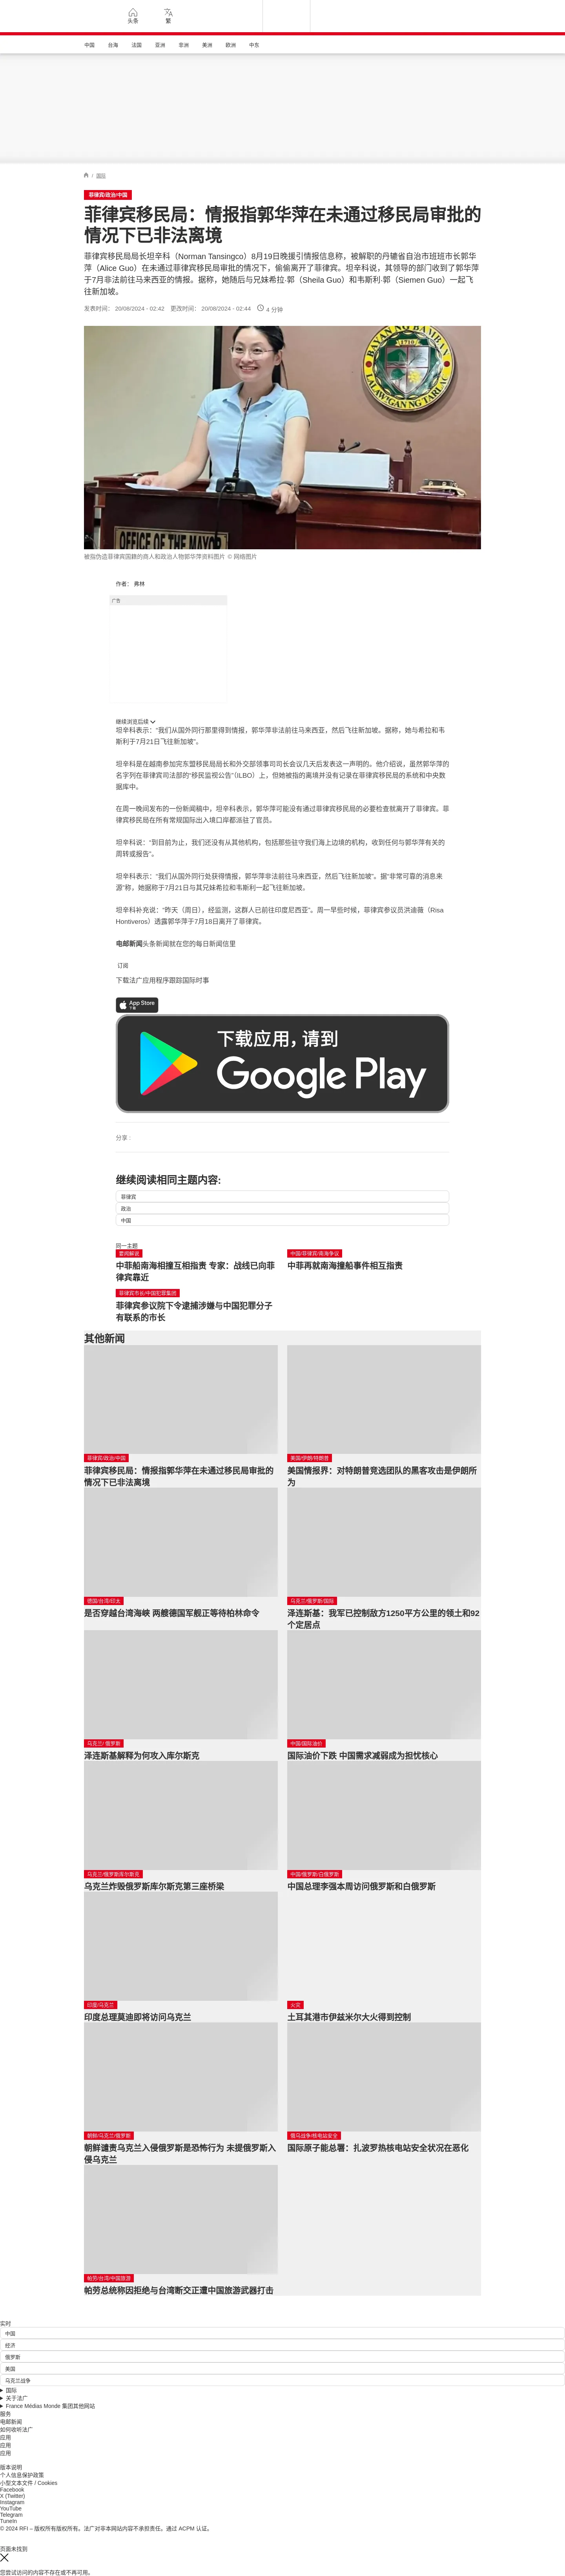 头条
繁
中国 台海 法国 亚洲 非洲 美洲 欧洲 中东
/ 国际
菲律宾/政治/中国
菲律宾移民局：情报指郭华萍在未通过移民局审批的
情况下已非法离境
菲律宾移民局局长坦辛科（Norman Tansingco）8月19日晚援引情报信息称，被解职的丹辘省自治市班班市长郭华
萍（Alice Guo）在未通过菲律宾移民局审批的情况下，偷偷离开了菲律宾。坦辛科说，其领导的部门收到了郭华萍
于7月非法前往马来西亚的情报。据称，她随后与兄妹希拉·郭（Sheila Guo）和韦斯利·郭（Siemen Guo）一起飞
往新加坡。
发表时间： 20/08/2024 - 02:42 更改时间： 20/08/2024 - 02:44 4 分钟
BAYAN NG BAMBAN
LALAWIGAN NG TARLAC
OFFICE OF THE MAYOR
被指伪造菲律宾国籍的商人和政治人物郭华萍资料图片 © 网络图片
作者： 弗林
广告
继续浏览后续
坦辛科表示：“我们从国外同行那里得到情报，郭华萍非法前往马来西亚，然后飞往新加坡。据称，她与希拉和韦
斯利于7月21日飞往新加坡”。
坦辛科是在越南参加完东盟移民局局长和外交部领事司司长会议几天后发表这一声明的。他介绍说，虽然郭华萍的
名字列在菲律宾司法部的“移民监视公告”（ILBO）上，但她被指的离境并没有记录在菲律宾移民局的系统和中央数
据库中。
在周一晚间发布的一份新闻稿中，坦辛科表示，郭华萍可能没有通过菲律宾移民局的必要检查就离开了菲律宾。菲
律宾移民局在所有常规国际出入境口岸都派驻了官员。
坦辛科说：“到目前为止，我们还没有从其他机构，包括那些驻守我们海上边境的机构，收到任何与郭华萍有关的
周转或报告”。
坦辛科表示：“我们从国外同行处获得情报，郭华萍非法前往马来西亚，然后飞往新加坡”。据“非常可靠的消息来
源”称，她据称于7月21日与其兄妹希拉和韦斯利一起飞往新加坡。
坦辛科补充说：“昨天（周日），经监测，这群人已前往印度尼西亚”。周一早些时候，菲律宾参议员洪迪薇（Risa
Hontiveros）透露郭华萍于7月18日离开了菲律宾。
电邮新闻头条新闻就在您的每日新闻信里
订阅
下载法广应用程序跟踪国际时事
App Store
下载
下载应用，请到
Google Play
分享 :
继续阅读相同主题内容:
菲律宾
政治
中国
同一主题
要闻解说
中菲船南海相撞互相指责 专家：战线已向菲
律宾靠近
中国/菲律宾/南海争议
中菲再就南海撞船事件相互指责
菲律宾市长/中国犯罪集团
菲律宾参议院下令逮捕涉嫌与中国犯罪分子
有联系的市长
其他新闻
菲律宾/政治/中国
菲律宾移民局：情报指郭华萍在未通过移民局审批的
情况下已非法离境
美国/伊朗/特朗普
美国情报界：对特朗普竞选团队的黑客攻击是伊朗所
为
德国/台湾/印太
是否穿越台湾海峡 两艘德国军舰正等待柏林命令
乌克兰/俄罗斯/国际
泽连斯基：我军已控制敌方1250平方公里的领土和92
个定居点
乌克兰/ 俄罗斯
泽连斯基解释为何攻入库尔斯克
中国/国际油价
国际油价下跌 中国需求减弱成为担忧核心
乌克兰/俄罗斯库尔斯克
乌克兰炸毁俄罗斯库尔斯克第三座桥梁
中国/俄罗斯/白俄罗斯
中国总理李强本周访问俄罗斯和白俄罗斯
印度/乌克兰
印度总理莫迪即将访问乌克兰
火灾
土耳其港市伊兹米尔大火得到控制
朝鲜/乌克兰/俄罗斯
朝鲜谴责乌克兰入侵俄罗斯是恐怖行为 未提俄罗斯入
侵乌克兰
俄乌战争/核电站安全
国际原子能总署：扎波罗热核电站安全状况在恶化
帕劳/台湾/中国旅游
帕劳总统称因拒绝与台湾断交正遭中国旅游武器打击
实时
中国
经济
俄罗斯
美国
乌克兰战争
国际
关于法广
France Médias Monde 集团其他网站
服务
电邮新闻
如何收听法广
应用
应用
应用
版本说明
个人信息保护政策
小型文本文件 / Cookies
Facebook
X (Twitter)
Instagram
YouTube
Telegram
TuneIn
© 2024 RFI – 版权所有版权所有。法广对非本网站内容不承担责任。通过 ACPM 认证。
页面未找到
您尝试访问的内容不存在或不再可用。